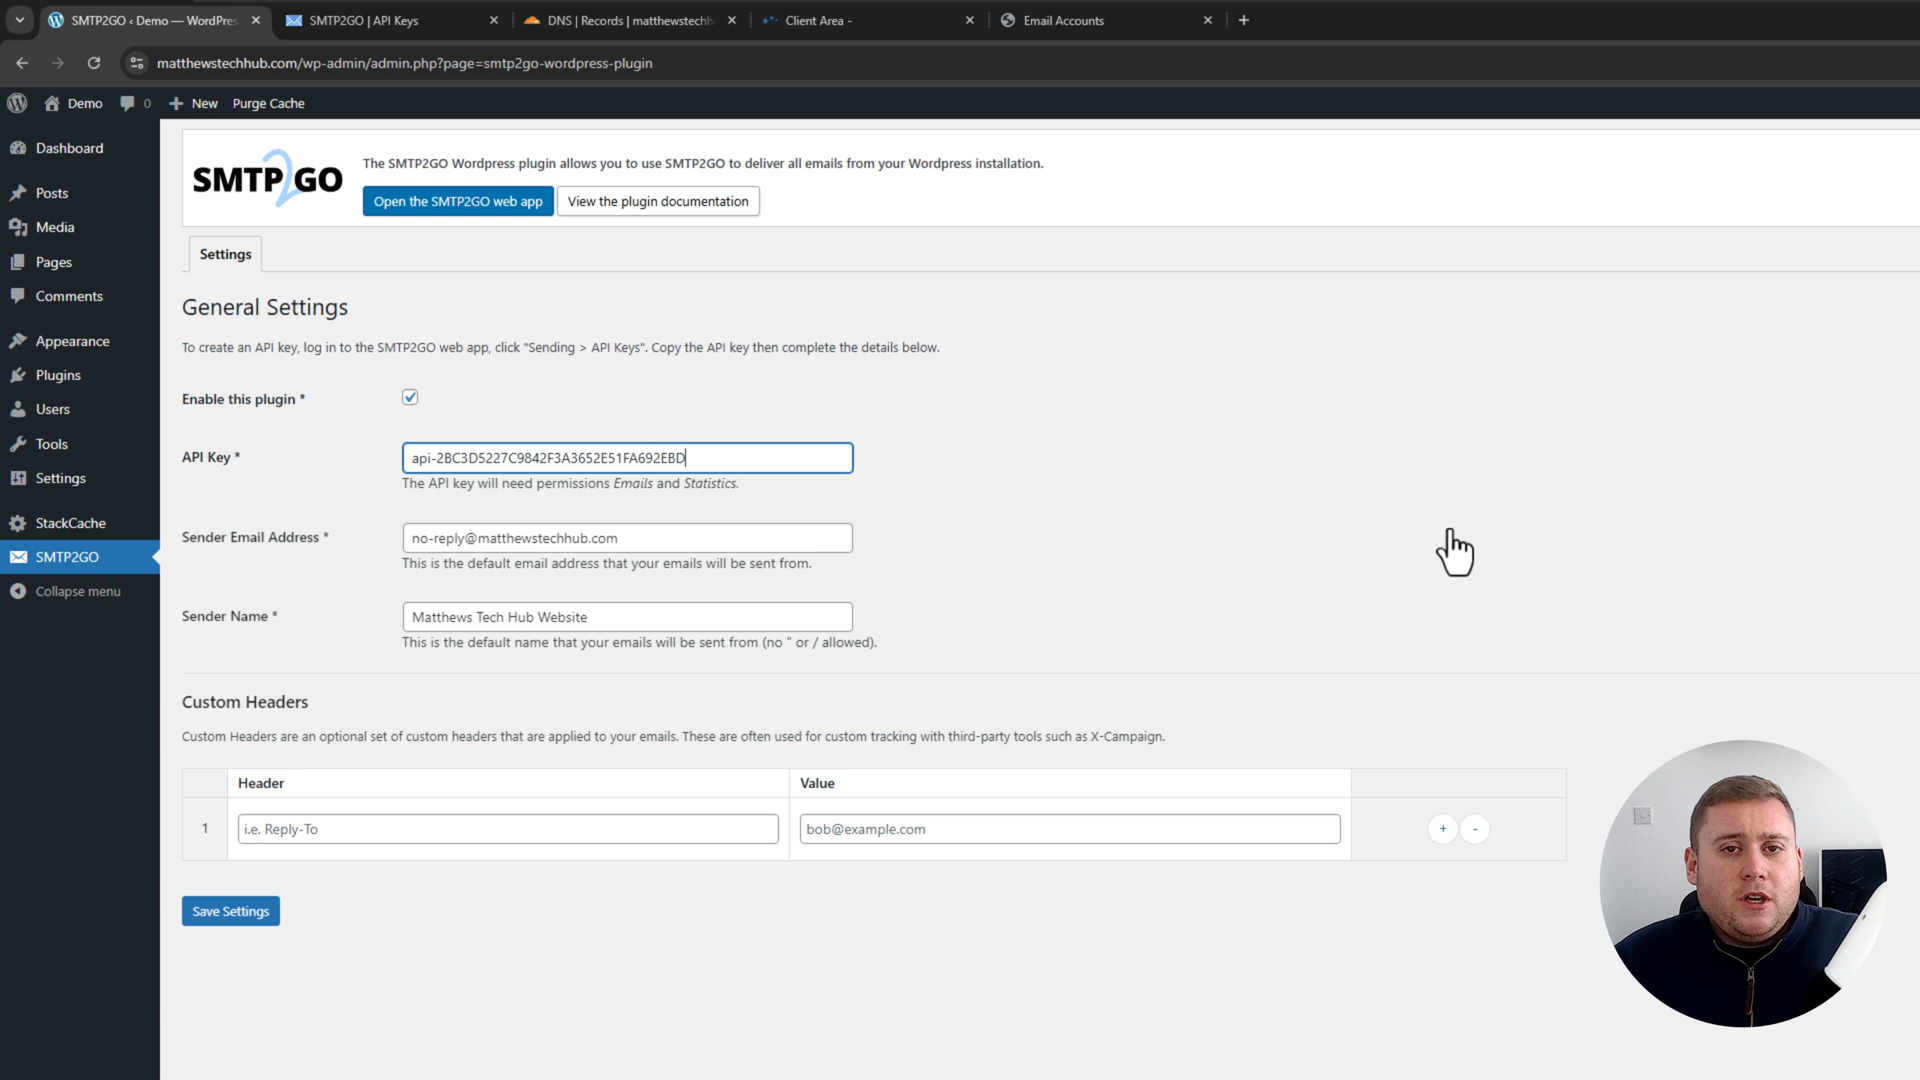 SMTP2GO ‹ Demo — WordPres
SMTP2GO | API Keys
DNS | Records | matthewstechh
Client Area -
Email Accounts
matthewstechhub.com/wp-admin/admin.php?page=smtp2go-wordpress-plugin
Demo
0
New
Purge Cache
Dashboard
Posts
Media
Pages
Comments
Appearance
Plugins
Users
Tools
Settings
StackCache
SMTP2GO
Collapse menu
SMTP2GO
The SMTP2GO Wordpress plugin allows you to use SMTP2GO to deliver all emails from your Wordpress installation.
Open the SMTP2GO web app
View the plugin documentation
Settings
General Settings
To create an API key, log in to the SMTP2GO web app, click "Sending > API Keys". Copy the API key then complete the details below.
Enable this plugin *
API Key *
api-2BC3D5227C9842F3A3652E51FA692EBD
The API key will need permissions Emails and Statistics.
Sender Email Address *
no-reply@matthewstechhub.com
This is the default email address that your emails will be sent from.
Sender Name *
Matthews Tech Hub Website
This is the default name that your emails will be sent from (no " or / allowed).
Custom Headers
Custom Headers are an optional set of custom headers that are applied to your emails. These are often used for custom tracking with third-party tools such as X-Campaign.
Header
Value
1
i.e. Reply-To
bob@example.com
+
-
Save Settings